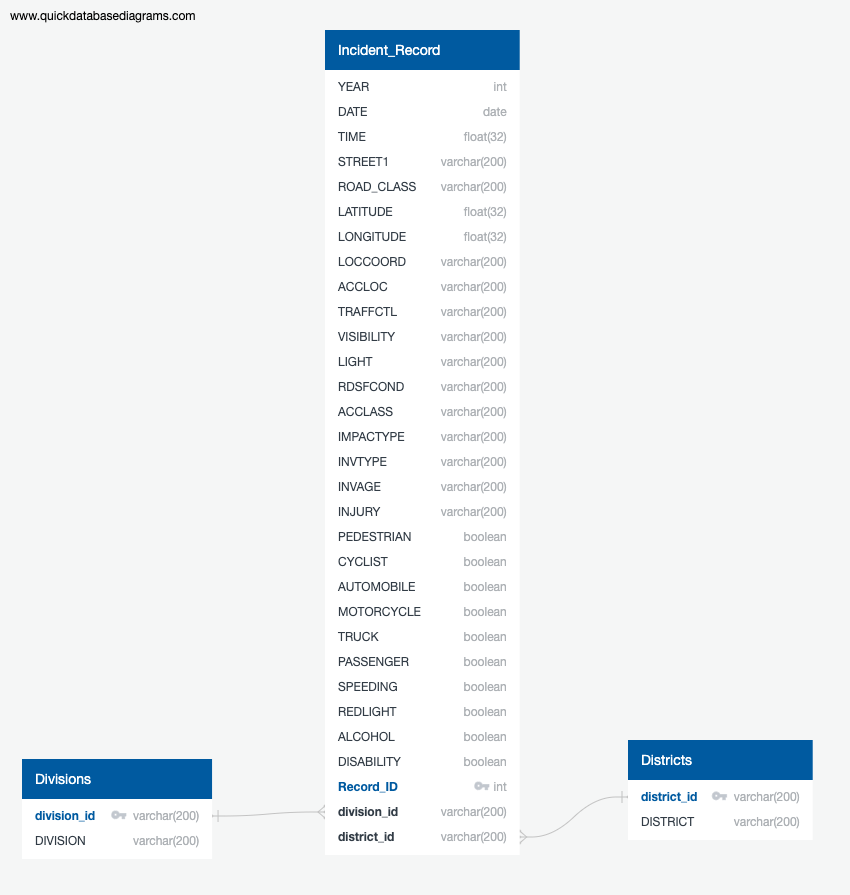 www.quickdatabasediagrams.com
Incident_Record
YEAR int
DATE date
TIME float(32)
STREET1 varchar(200)
ROAD_CLASS varchar(200)
LATITUDE float(32)
LONGITUDE float(32)
LOCCOORD varchar(200)
ACCLOC varchar(200)
TRAFFCTL varchar(200)
VISIBILITY varchar(200)
LIGHT varchar(200)
RDSFCOND varchar(200)
ACCLASS varchar(200)
IMPACTYPE varchar(200)
INVTYPE varchar(200)
INVAGE varchar(200)
INJURY varchar(200)
PEDESTRIAN boolean
CYCLIST boolean
AUTOMOBILE boolean
MOTORCYCLE boolean
TRUCK boolean
PASSENGER boolean
SPEEDING boolean
REDLIGHT boolean
ALCOHOL boolean
DISABILITY boolean
Record_ID int
division_id varchar(200)
district_id varchar(200)
Divisions
division_id varchar(200)
DIVISION varchar(200)
Districts
district_id varchar(200)
DISTRICT varchar(200)